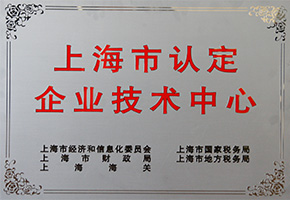 上海市认定
企业技术中心
上海市经济和信息化委员会 上海市国家税务局
上海市财政局 上海市地方税务局
上海海关